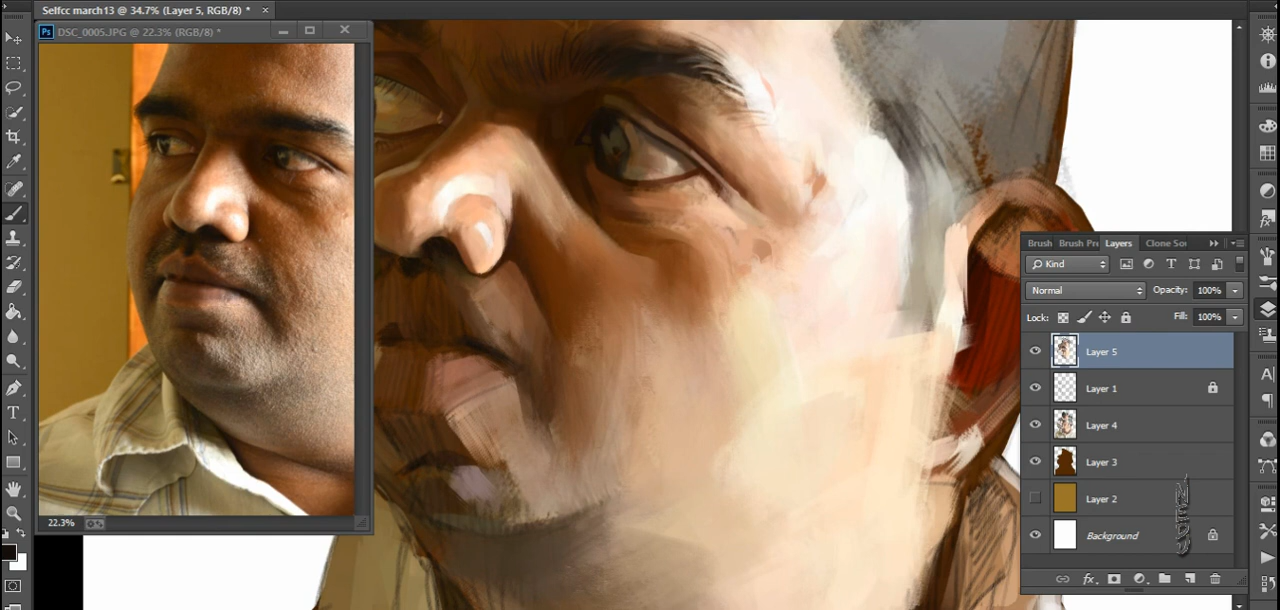 Selfcc march13 @ 34.7% (Layer 5, RGB/8) *
Ps DSC_0005.JPG @ 22.3% (RGB/8) *
22.3%
Brush Brush Pre Layers Clone Sou
Kind
Normal Opacity: 100%
Lock: Fill: 100%
Layer 5
Layer 1
Layer 4
Layer 3
Layer 2
Background